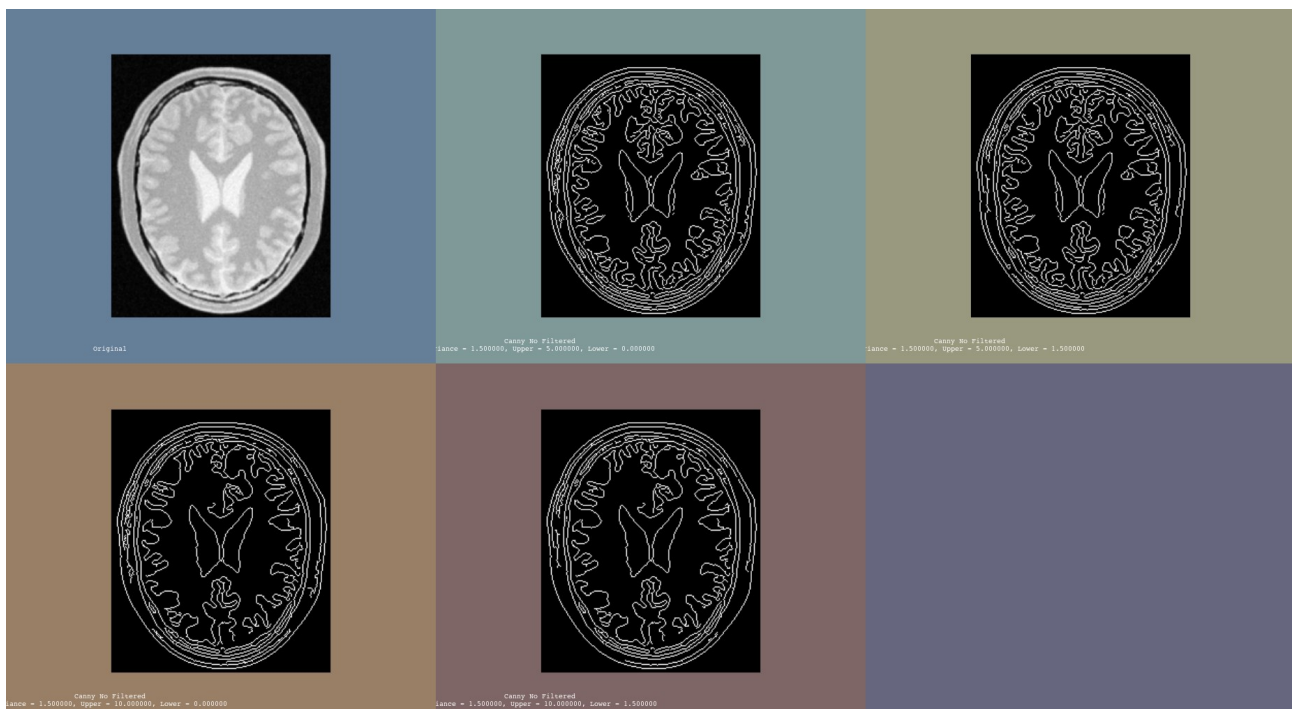 Original
Canny No Filtered
iance = 1.500000, Upper = 5.000000, Lower = 0.000000
Canny No Filtered
iance = 1.500000, Upper = 5.000000, Lower = 1.500000
Canny No Filtered
iance = 1.500000, Upper = 10.000000, Lower = 0.000000
Canny No Filtered
iance = 1.500000, Upper = 10.000000, Lower = 1.500000